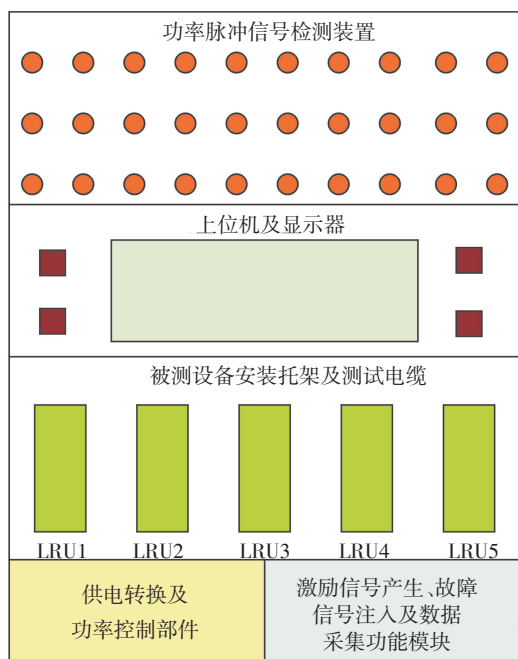 功率脉冲信号检测装置
上位机及显示器
被测设备安装托架及测试电缆
LRU1 LRU2 LRU3 LRU4 LRU5
供电转换及
功率控制部件
激励信号产生、故障
信号注入及数据
采集功能模块